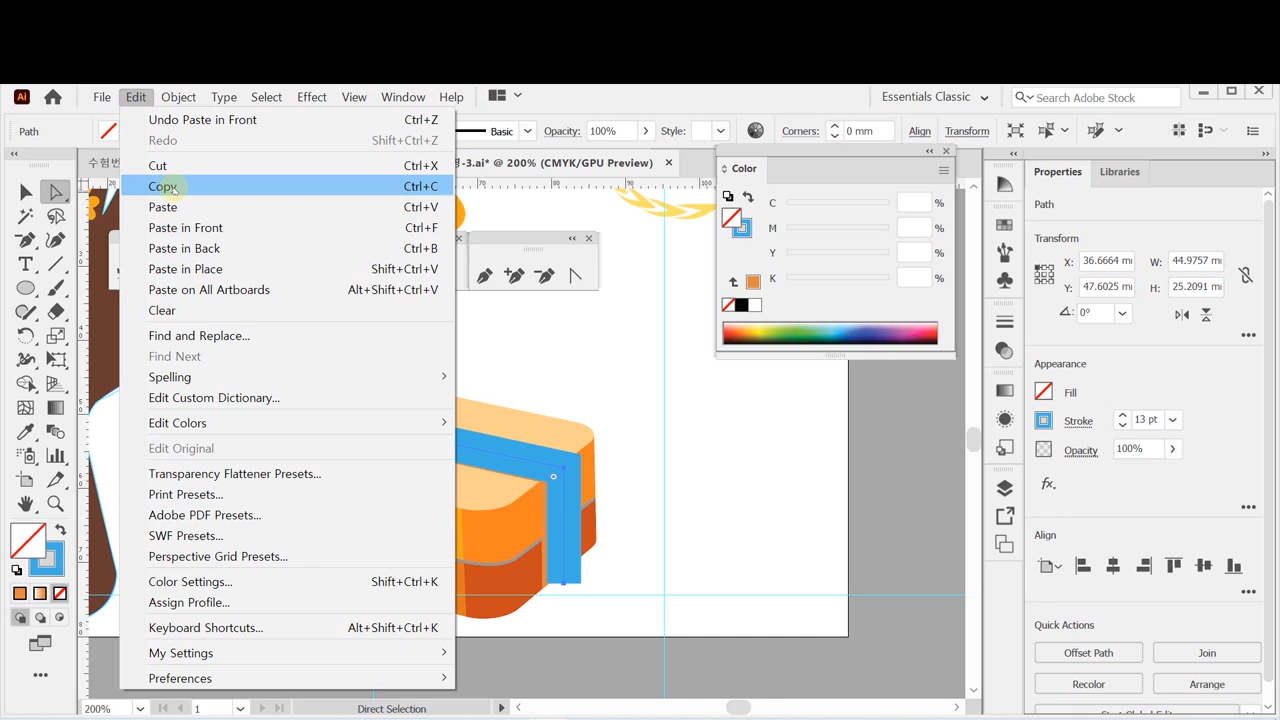 Ai File Edit Object Type Select Effect View Window Help Essentials Classic Search Adobe Stock
Path Basic Opacity: 100% Style: Corners: 0 mm Align Transform
수험번 -3.ai* @ 200% (CMYK/GPU Preview)
Undo Paste in Front Ctrl+Z
Redo Shift+Ctrl+Z
Cut Ctrl+X
Copy Ctrl+C
Paste Ctrl+V
Paste in Front Ctrl+F
Paste in Back Ctrl+B
Paste in Place Shift+Ctrl+V
Paste on All Artboards Alt+Shift+Ctrl+V
Clear
Find and Replace...
Find Next
Spelling
Edit Custom Dictionary...
Edit Colors
Edit Original
Transparency Flattener Presets...
Print Presets...
Adobe PDF Presets...
SWF Presets...
Perspective Grid Presets...
Color Settings... Shift+Ctrl+K
Assign Profile...
Keyboard Shortcuts... Alt+Shift+Ctrl+K
My Settings
Preferences
20 70 80 90 100
Color
C %
M %
Y %
K %
Properties Libraries
Path
Transform
X: 36.6664 m W: 44.9757 m
Y: 47.6025 m H: 25.2091 m
0°
Appearance
Fill
Stroke 13 pt
Opacity 100%
fx.
Align
Quick Actions
Offset Path Join
Recolor Arrange
200% 1 Direct Selection